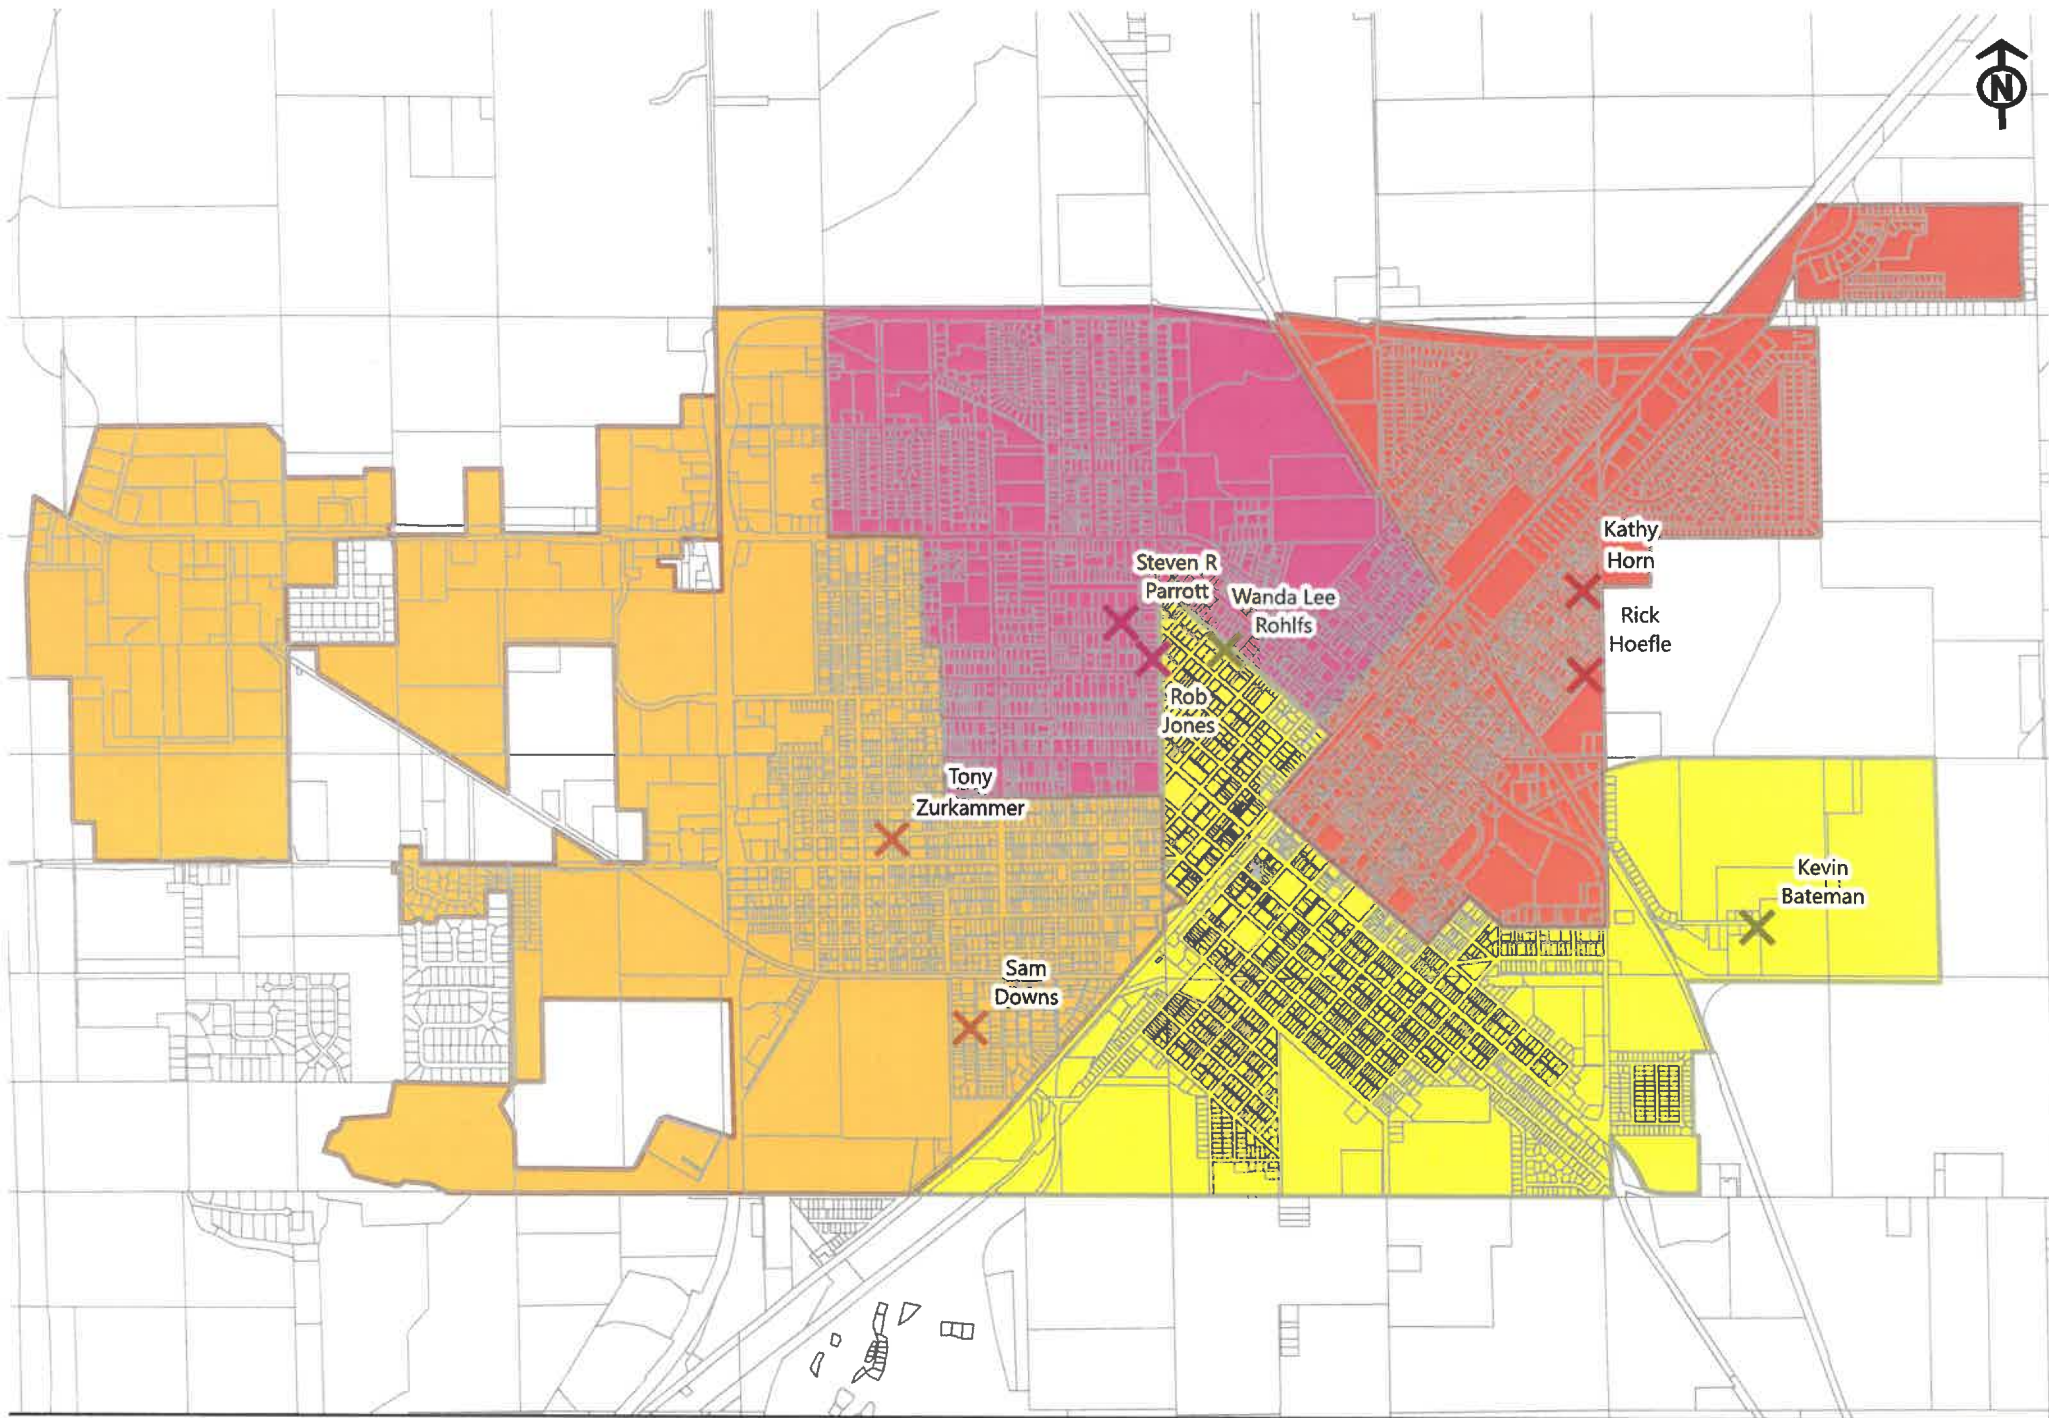 N
Kathy
Horn
Steven R
Parrott
Wanda Lee
Rohlfs
Rick
Hoefle
Rob
Jones
Tony
Zurkammer
Kevin
Bateman
Sam
Downs